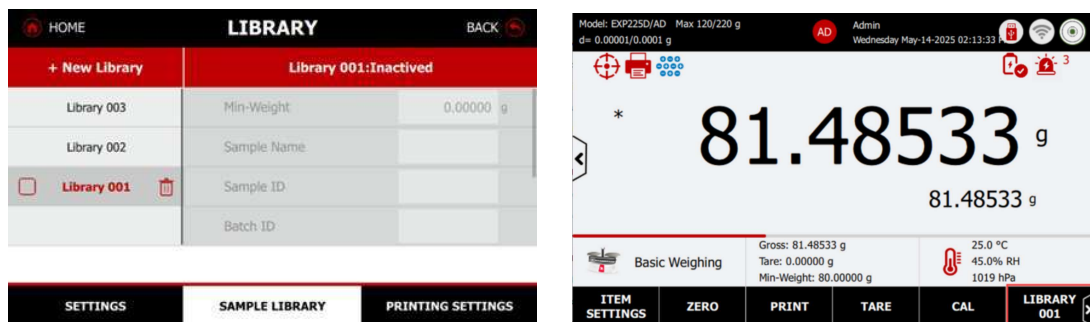 HOME LIBRARY BACK
+ New Library Library 001:Inactived
Library 003 Min-Weight 0.00000 g
Library 002 Sample Name
Library 001 Sample ID
Batch ID
SETTINGS SAMPLE LIBRARY PRINTING SETTINGS
Model: EXP225D/AD Max 120/220 g
d= 0.00001/0.0001 g
AD
Admin
Wednesday May-14-2025 02:13:33
3
* 81.48533 g
81.48533 g
Basic Weighing
Gross: 81.48533 g
Tare: 0.00000 g
Min-Weight: 80.00000 g
25.0 °C
45.0% RH
1019 hPa
ITEM SETTINGS ZERO PRINT TARE CAL LIBRARY 001